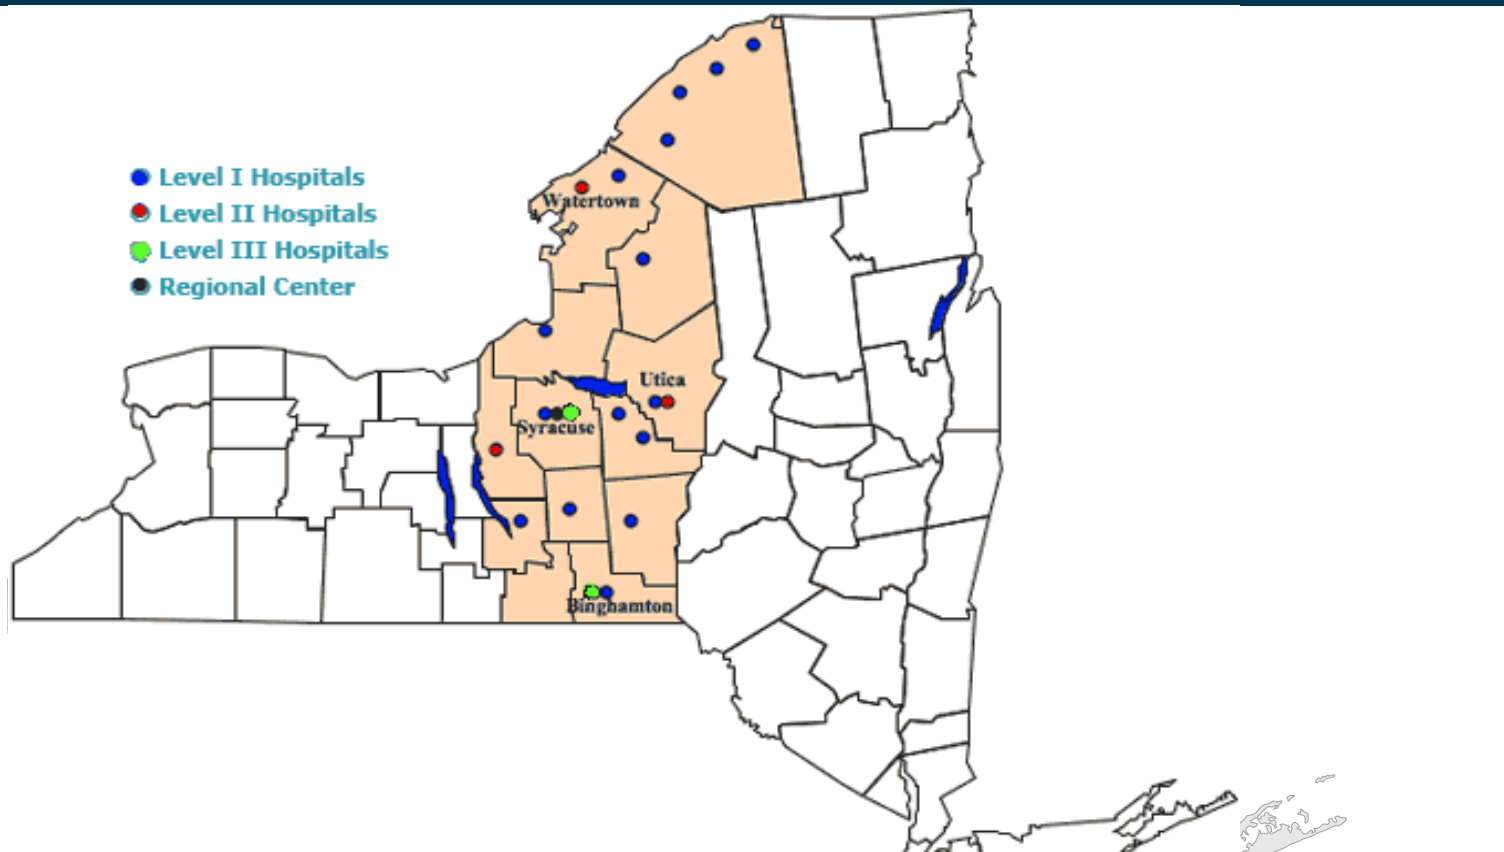 Level I Hospitals
Level II Hospitals
Level III Hospitals
Regional Center
Watertown
Utica
Syracuse
Binghamton